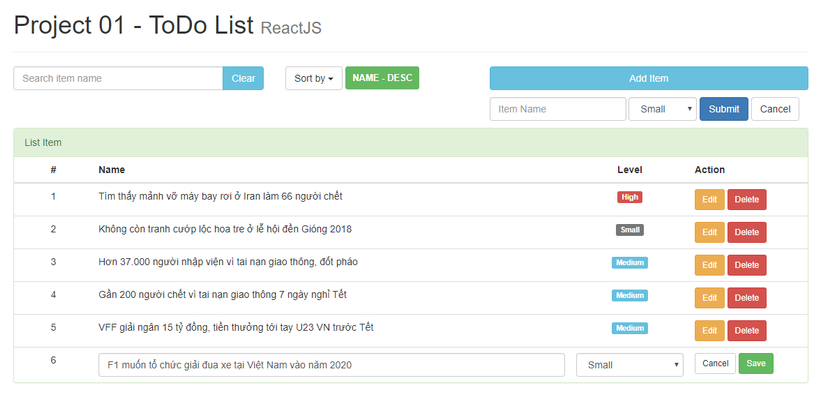 Project 01 - ToDo List ReactJS
Search item name Clear Sort by NAME - DESC Add Item
Item Name Small Submit Cancel
List Item
# Name Level Action
1 Tìm thấy mảnh vỡ máy bay rơi ở Iran làm 66 người chết High Edit Delete
2 Không còn tranh cướp lộc hoa tre ở lễ hội đền Gióng 2018 Small Edit Delete
3 Hơn 37.000 người nhập viện vì tai nạn giao thông, đốt pháo Medium Edit Delete
4 Gần 200 người chết vì tai nạn giao thông 7 ngày nghỉ Tết Medium Edit Delete
5 VFF giải ngân 15 tỷ đồng, tiền thưởng tới tay U23 VN trước Tết Medium Edit Delete
6 F1 muốn tổ chức giải đua xe tại Việt Nam vào năm 2020 Small Cancel Save